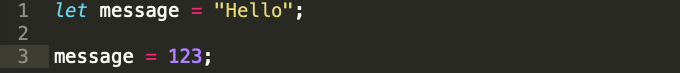 1 let message = "Hello";
2
3 message = 123;